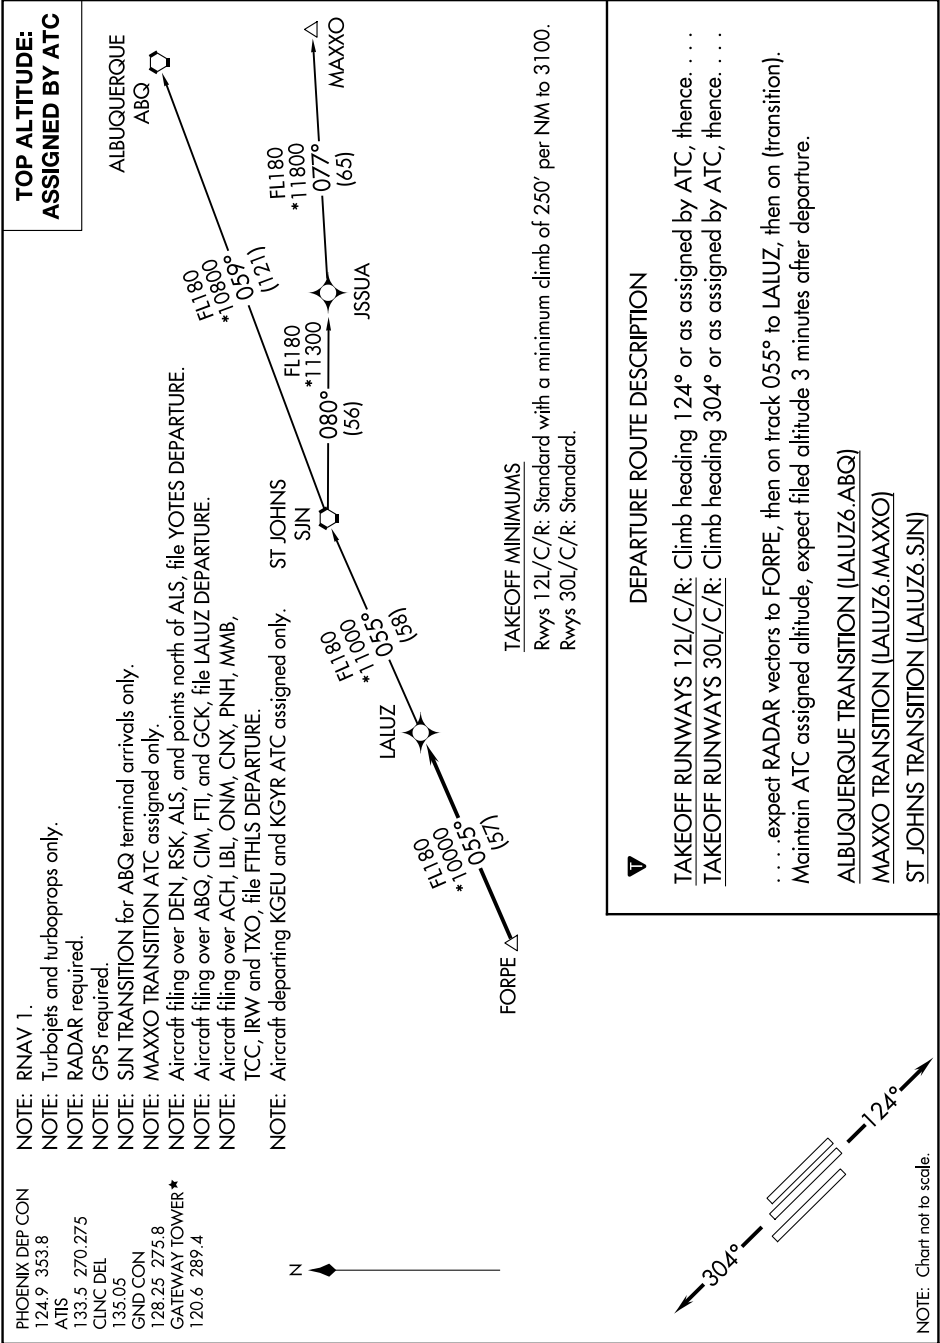 TOP ALTITUDE:
ASSIGNED BY ATC
PHOENIX DEP CON
124.9 353.8
ATIS
133.5 270.275
CLNC DEL
135.05
GND CON
128.25 275.8
GATEWAY TOWER★
120.6 289.4
NOTE: RNAV 1.
NOTE: Turbojets and turboprops only.
NOTE: RADAR required.
NOTE: GPS required.
NOTE: SJN TRANSITION for ABQ terminal arrivals only.
NOTE: MAXXO TRANSITION ATC assigned only.
NOTE: Aircraft filing over DEN, RSK, ALS, and points north of ALS, file YOTES DEPARTURE.
NOTE: Aircraft filing over ABQ, CIM, FTI, and GCK, file LALUZ DEPARTURE.
NOTE: Aircraft filing over ACH, LBL, ONM, CNX, PNH, MMB,
TCC, IRW and TXO, file FTHLS DEPARTURE.
NOTE: Aircraft departing KGEU and KGYR ATC assigned only.
ALBUQUERQUE
ABQ
FL180
*10800
059°
(121)
MAXXO
FL180
*11800
077°
(65)
JSSUA
FL180
*11300
080°
(56)
ST JOHNS
SJN
FL180
*11000
055°
(58)
LALUZ
FL180
*10000
055°
(57)
FORPE
N
TAKEOFF MINIMUMS
Rwys 12L/C/R: Standard with a minimum climb of 250' per NM to 3100.
Rwys 30L/C/R: Standard.
304°
124°
NOTE: Chart not to scale.
T
DEPARTURE ROUTE DESCRIPTION
TAKEOFF RUNWAYS 12L/C/R: Climb heading 124° or as assigned by ATC, thence. . . .
TAKEOFF RUNWAYS 30L/C/R: Climb heading 304° or as assigned by ATC, thence. . . .
. . . .expect RADAR vectors to FORPE, then on track 055° to LALUZ, then on (transition).
Maintain ATC assigned altitude, expect filed altitude 3 minutes after departure.
ALBUQUERQUE TRANSITION (LALUZ6.ABQ)
MAXXO TRANSITION (LALUZ6.MAXXO)
ST JOHNS TRANSITION (LALUZ6.SJN)